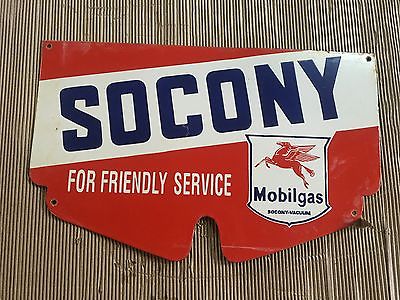 SOCONY
FOR FRIENDLY SERVICE
Mobilgas
SOCONY-VACUUM